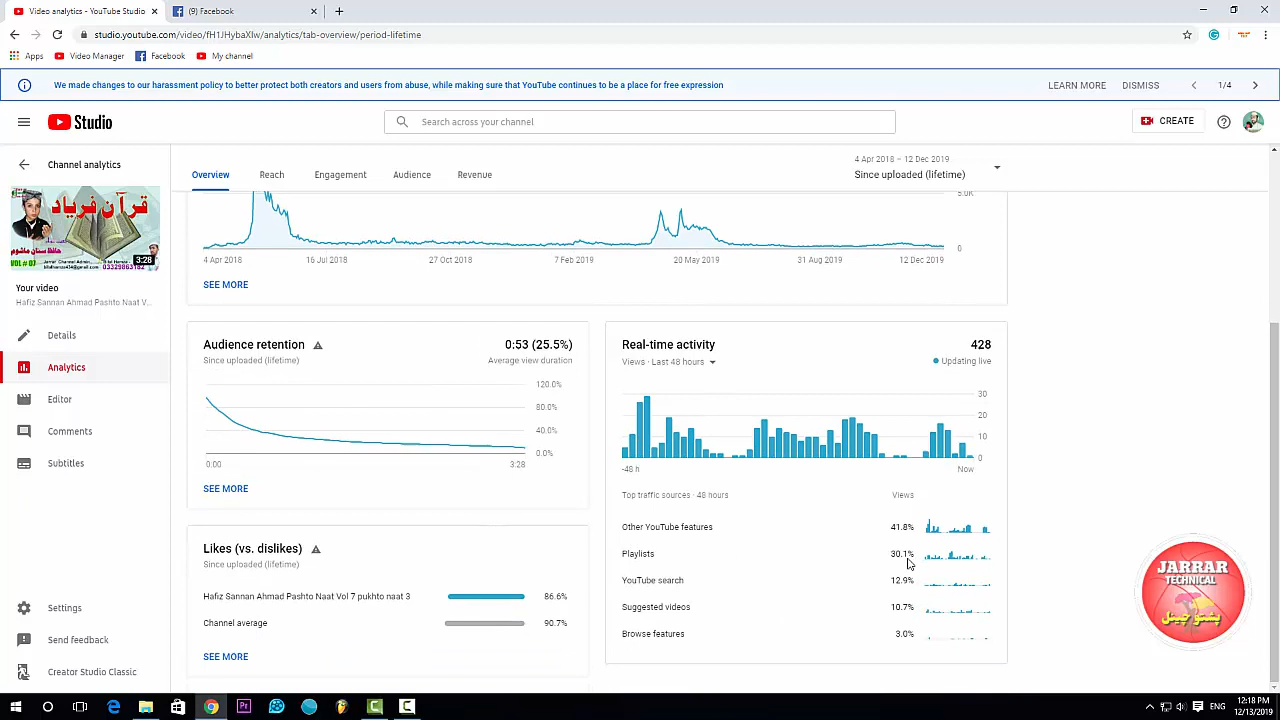 Video analytics - YouTube Studio
(9) Facebook
studio.youtube.com/video/fH1JHybaXlw/analytics/tab-overview/period-lifetime
Apps
Video Manager
Facebook
My channel
We made changes to our harassment policy to better protect both creators and users from abuse, while making sure that YouTube continues to be a place for free expression
LEARN MORE
DISMISS
1/4
Studio
Search across your channel
CREATE
Channel analytics
Overview
Reach
Engagement
Audience
Revenue
4 Apr 2018 – 12 Dec 2019
Since uploaded (lifetime)
قرآن فریاد
VOL # 07
03329863182
3:28
Your video
Hafiz Sannan Ahmad Pashto Naat V...
Details
Analytics
Editor
Comments
Subtitles
Settings
Send feedback
Creator Studio Classic
5.0K
0
4 Apr 2018
16 Jul 2018
27 Oct 2018
7 Feb 2019
20 May 2019
31 Aug 2019
12 Dec 2019
SEE MORE
Audience retention
0:53 (25.5%)
Since uploaded (lifetime)
Average view duration
120.0%
80.0%
40.0%
0.0%
0:00
3:28
SEE MORE
Likes (vs. dislikes)
Since uploaded (lifetime)
Hafiz Sannan Ahmad Pashto Naat Vol 7 pukhto naat 3
86.6%
Channel average
90.7%
SEE MORE
Real-time activity
428
Views · Last 48 hours
Updating live
30
20
10
0
-48 h
Now
Top traffic sources · 48 hours
Views
Other YouTube features
41.8%
Playlists
30.1%
YouTube search
12.9%
Suggested videos
10.7%
Browse features
3.0%
JARRAR
TECHNICAL
پښتو چینل
ENG
12:18 PM
12/13/2019